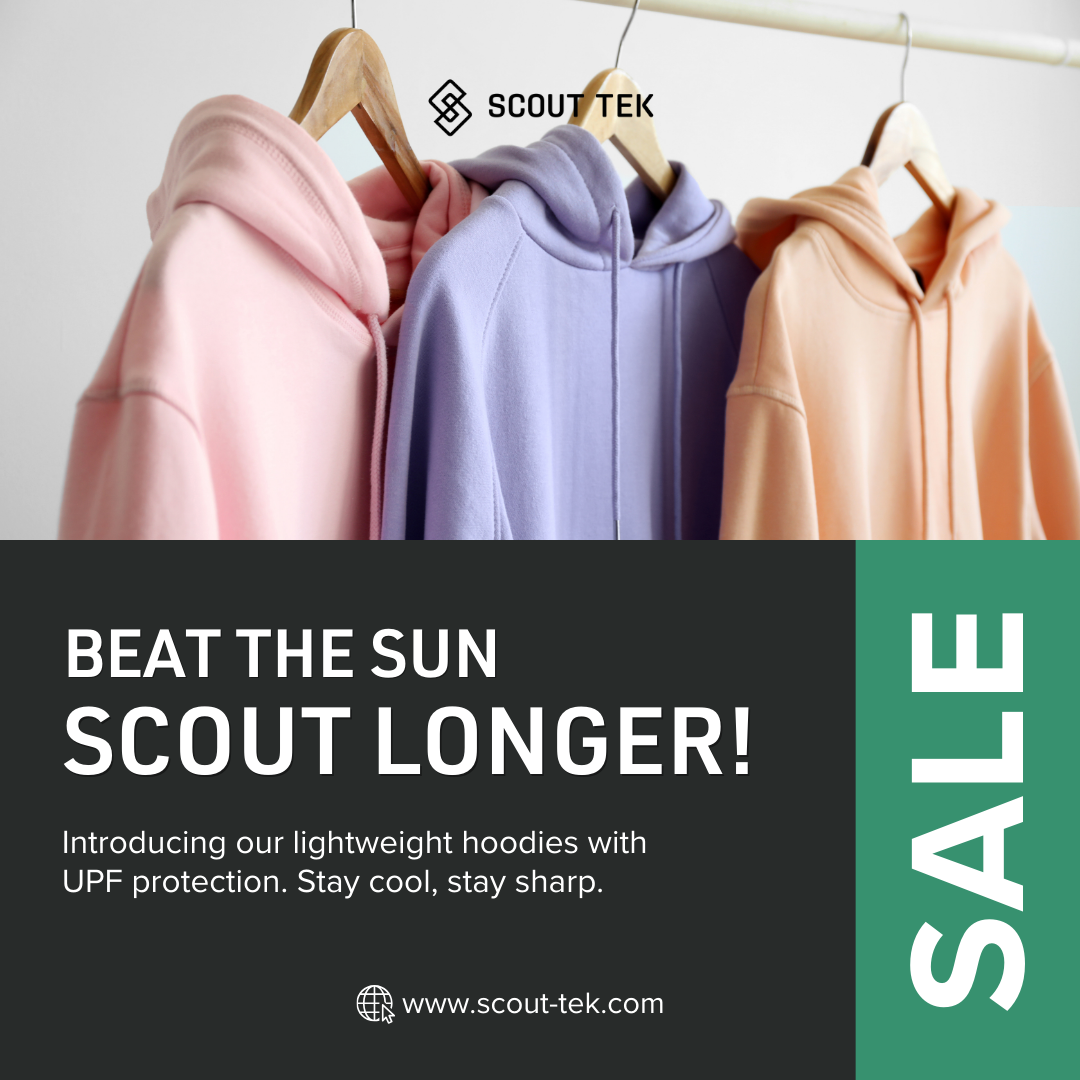 SCOUT TEK
BEAT THE SUN
SCOUT LONGER!
Introducing our lightweight hoodies with
UPF protection. Stay cool, stay sharp.
www.scout-tek.com
SALE